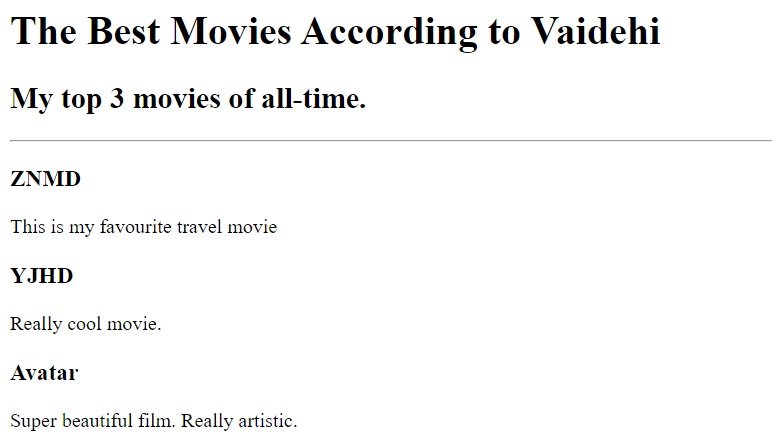 The Best Movies According to Vaidehi
My top 3 movies of all-time.
ZNMD
This is my favourite travel movie
YJHD
Really cool movie.
Avatar
Super beautiful film. Really artistic.